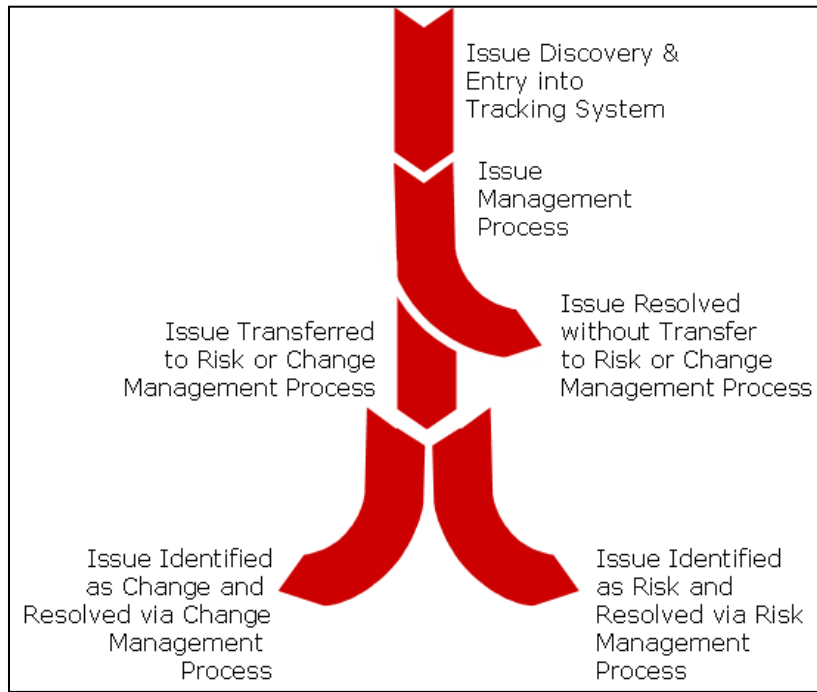 Issue Discovery &
Entry into
Tracking System
Issue
Management
Process
Issue Resolved
without Transfer
to Risk or Change
Management Process
Issue Transferred
to Risk or Change
Management Process
Issue Identified
as Change and
Resolved via Change
Management
Process
Issue Identified
as Risk and
Resolved via Risk
Management
Process